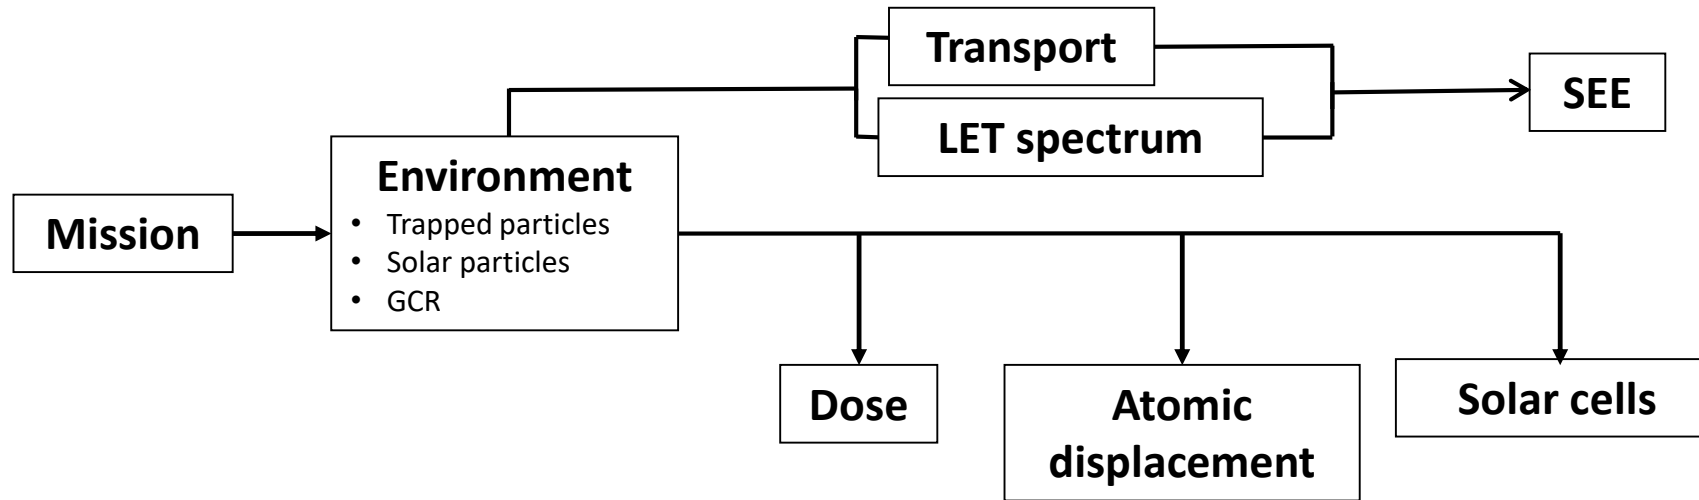 Transport
SEE
LET spectrum
Environment
• Trapped particles
• Solar particles
• GCR
Mission
Dose
Atomic
displacement
Solar cells